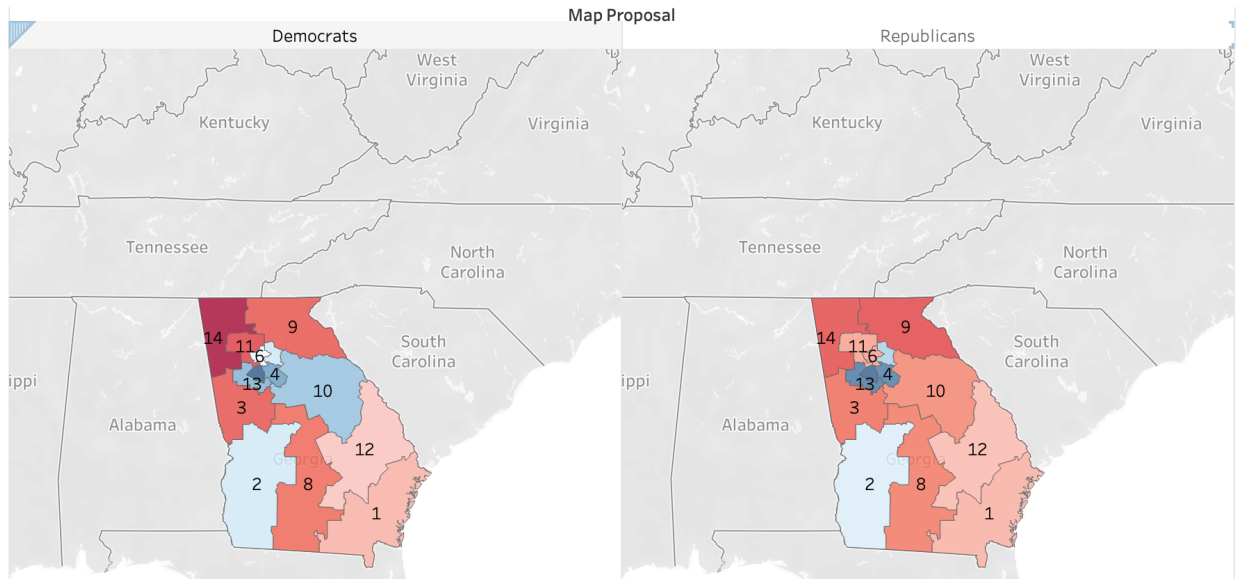 Map Proposal
Democrats
Republicans
West
Virginia
Kentucky
Virginia
Tennessee
North
Carolina
14
9
11
6
South
Carolina
ippi
13
4
10
Alabama
3
12
Georgia
2
8
1
West
Virginia
Kentucky
Virginia
Tennessee
North
Carolina
14
9
11
6
South
Carolina
ippi
13
4
10
Alabama
3
12
Georgia
2
8
1